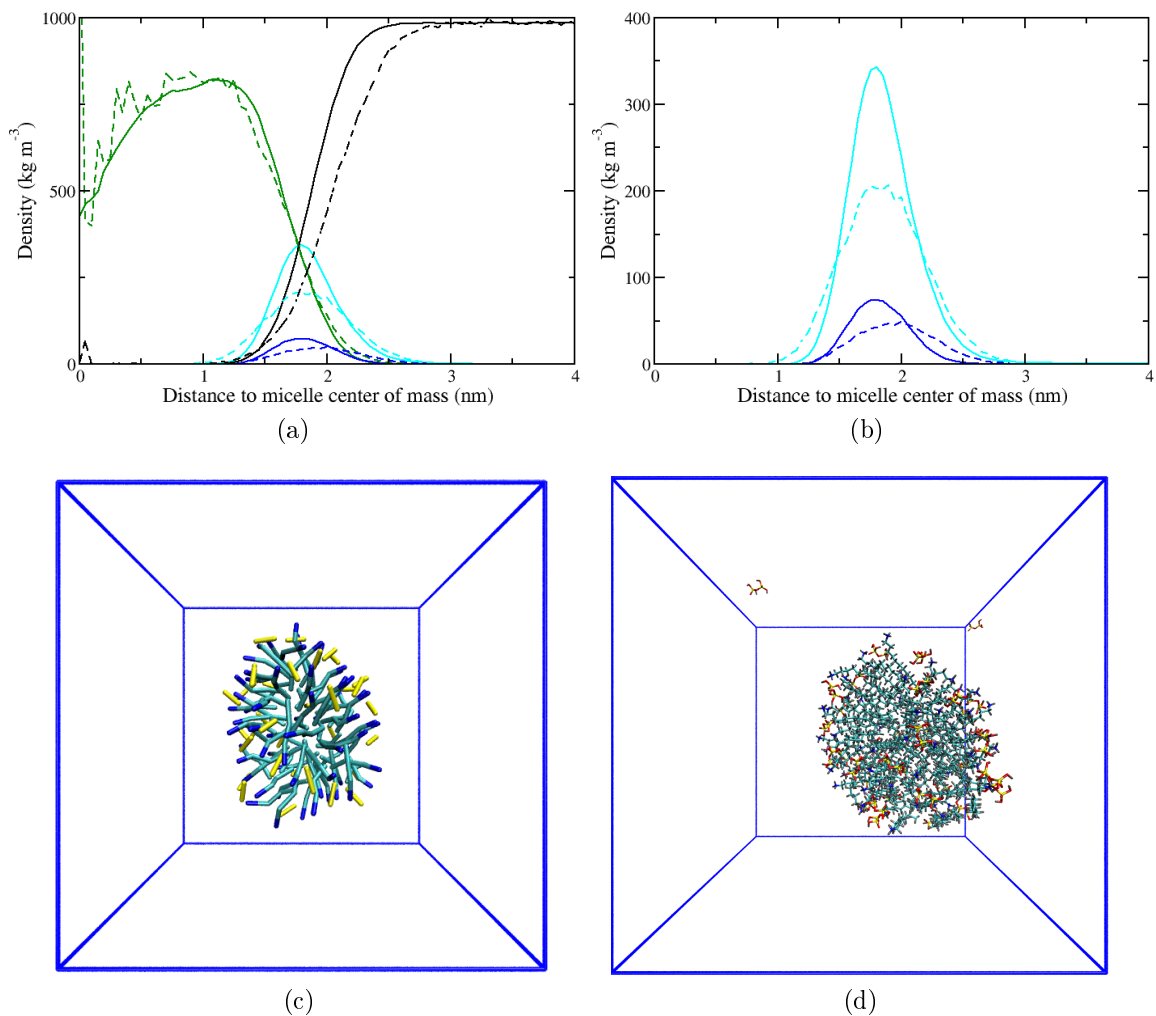 1000
500
0
Density (kg m⁻³)
0 1 2 3 4
Distance to micelle center of mass (nm)
(a)
400
300
200
100
0
Density (kg m⁻³)
0 1 2 3 4
Distance to micelle center of mass (nm)
(b)
(c)
(d)